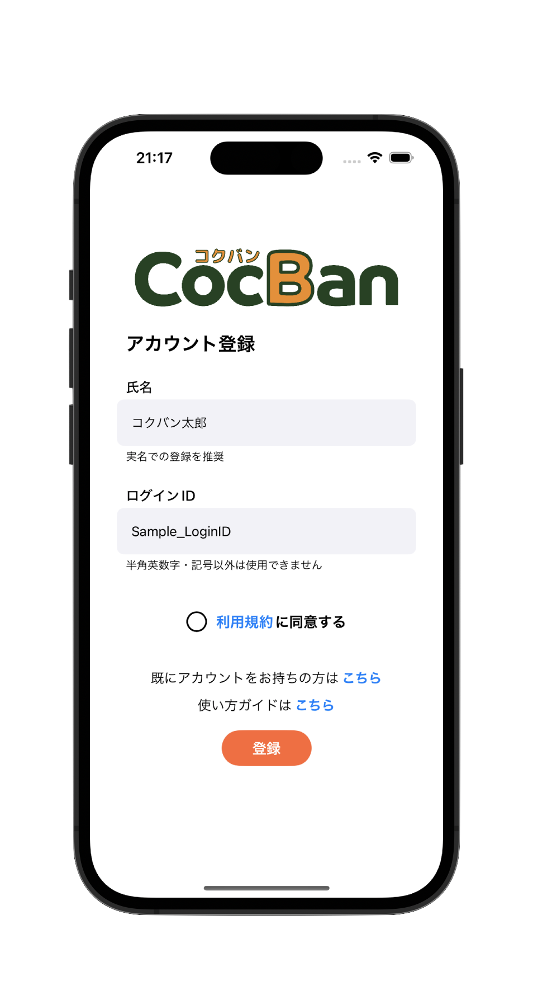 21:17
コクバン
CocBan
アカウント登録
氏名
コクバン太郎
実名での登録を推奨
ログインID
Sample_LoginID
半角英数字・記号以外は使用できません
利用規約に同意する
既にアカウントをお持ちの方は こちら
使い方ガイドは こちら
登録